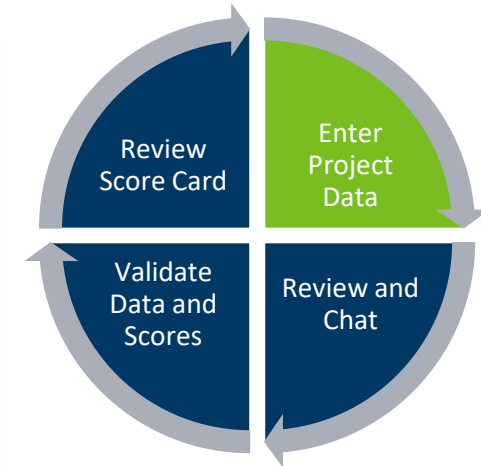 Review
Score Card
Enter
Project
Data
Validate
Data and
Scores
Review and
Chat